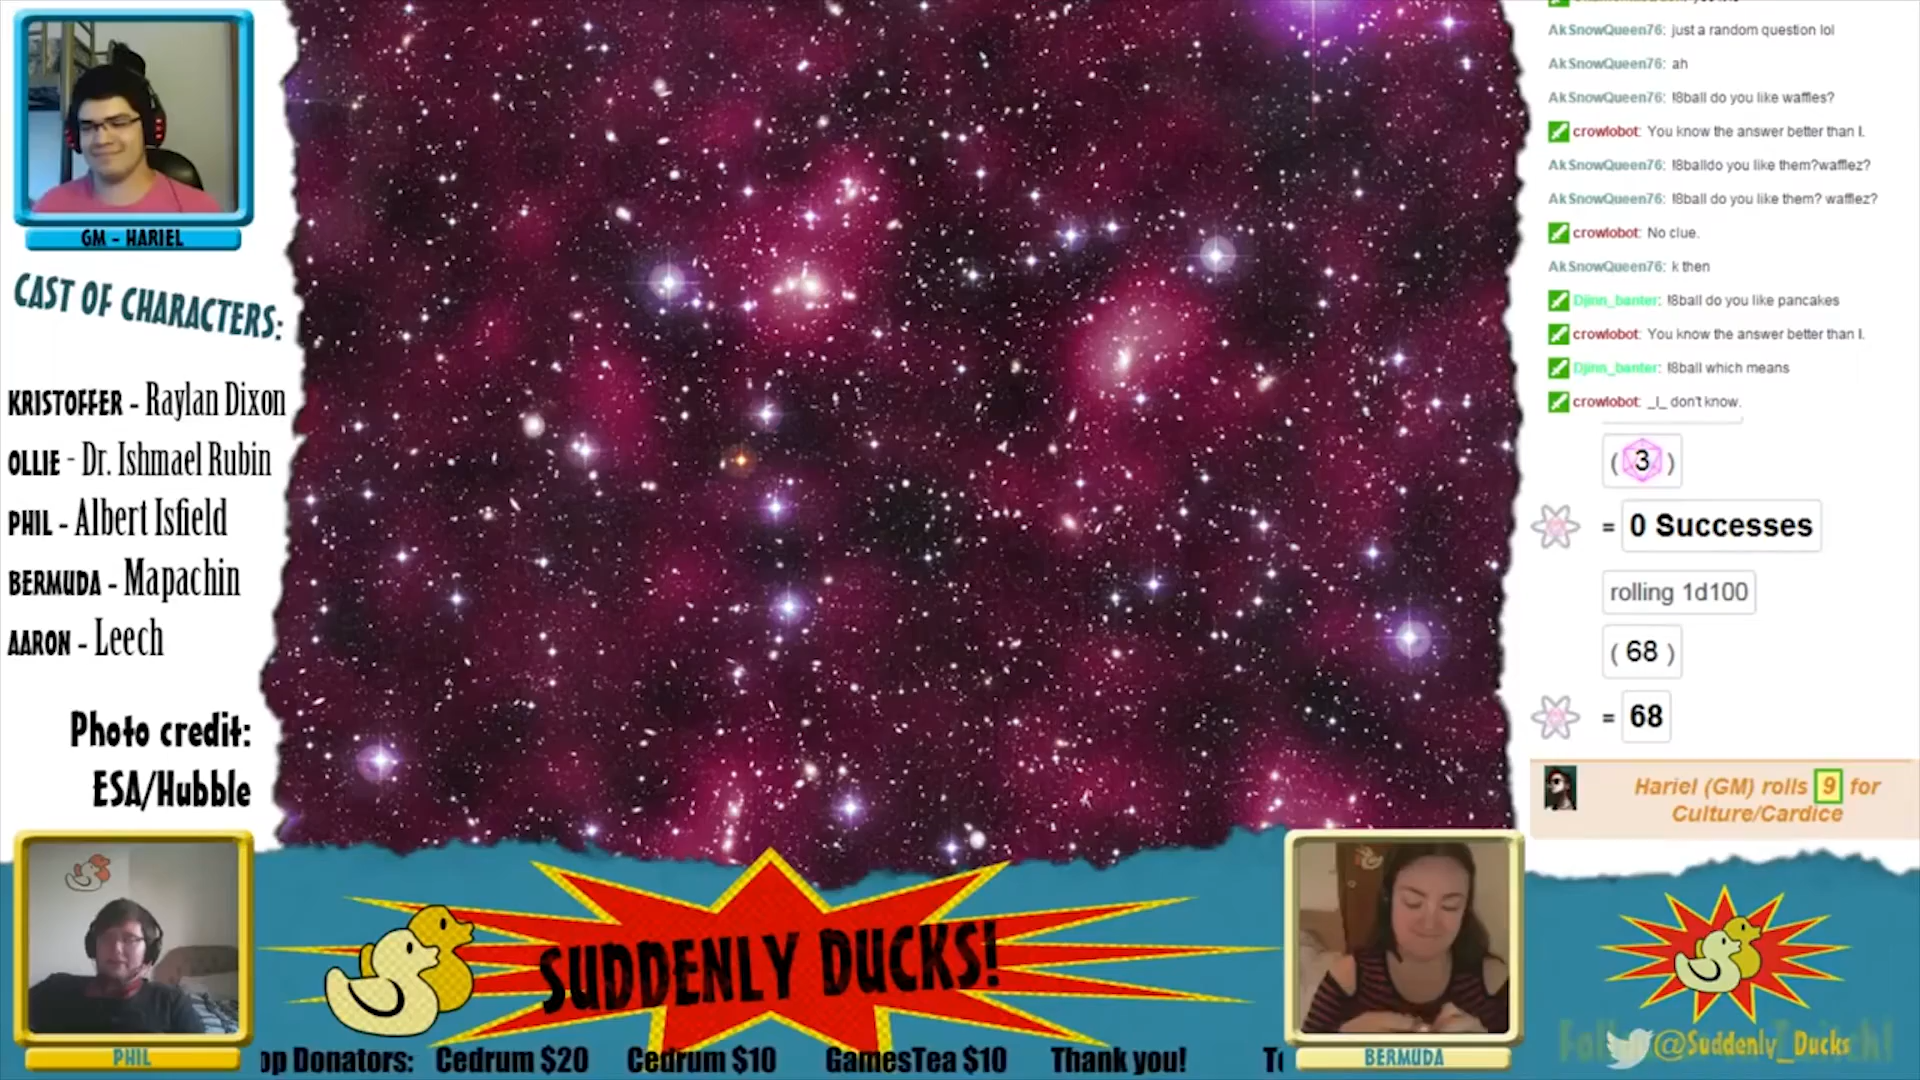 GM - HARIEL
CAST OF CHARACTERS:
KRISTOFFER - Raylan Dixon
OLLIE - Dr. Ishmael Rubin
PHIL - Albert Isfield
BERMUDA - Mapachin
AARON - Leech
Photo credit:
ESA/Hubble
PHIL
SUDDENLY DUCKS!
op Donators: Cedrum $20 Cedrum $10 GamesTea $10 Thank you!
BERMUDA
AkSnowQueen76: just a random question lol
AkSnowQueen76: ah
AkSnowQueen76: !8ball do you like waffles?
crowlobot: You know the answer better than I.
AkSnowQueen76: !8balldo you like them?wafflez?
AkSnowQueen76: !8ball do you like them? wafflez?
crowlobot: No clue.
AkSnowQueen76: k then
Djinn_banter: !8ball do you like pancakes
crowlobot: You know the answer better than I.
Djinn_banter: !8ball which means
crowlobot: _I_ don't know.
(3)
= 0 Successes
rolling 1d100
(68)
= 68
Hariel (GM) rolls 9 for
Culture/Cardice
@Suddenly_Ducks